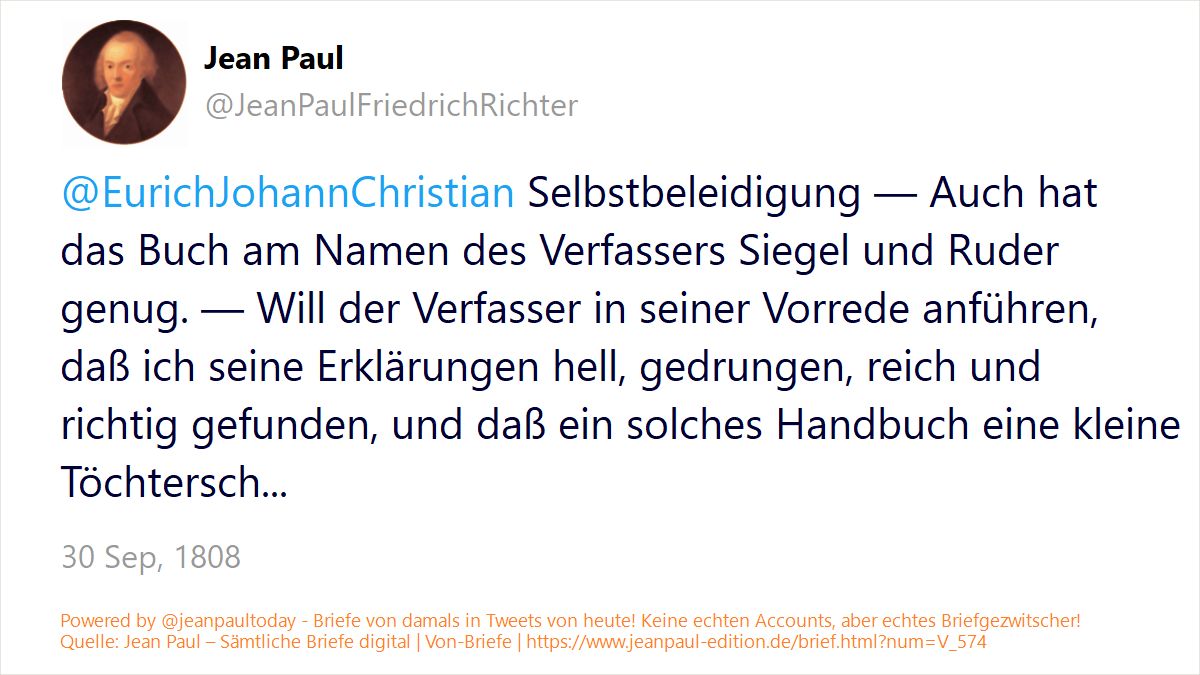 Jean Paul
@JeanPaulFriedrichRichter
@EurichJohannChristian Selbstbeleidigung — Auch hat
das Buch am Namen des Verfassers Siegel und Ruder
genug. — Will der Verfasser in seiner Vorrede anführen,
daß ich seine Erklärungen hell, gedrungen, reich und
richtig gefunden, und daß ein solches Handbuch eine kleine
Töchtersch...
30 Sep, 1808
Powered by @jeanpaultoday - Briefe von damals in Tweets von heute! Keine echten Accounts, aber echtes Briefgezwitscher!
Quelle: Jean Paul – Sämtliche Briefe digital | Von-Briefe | https://www.jeanpaul-edition.de/brief.html?num=V_574